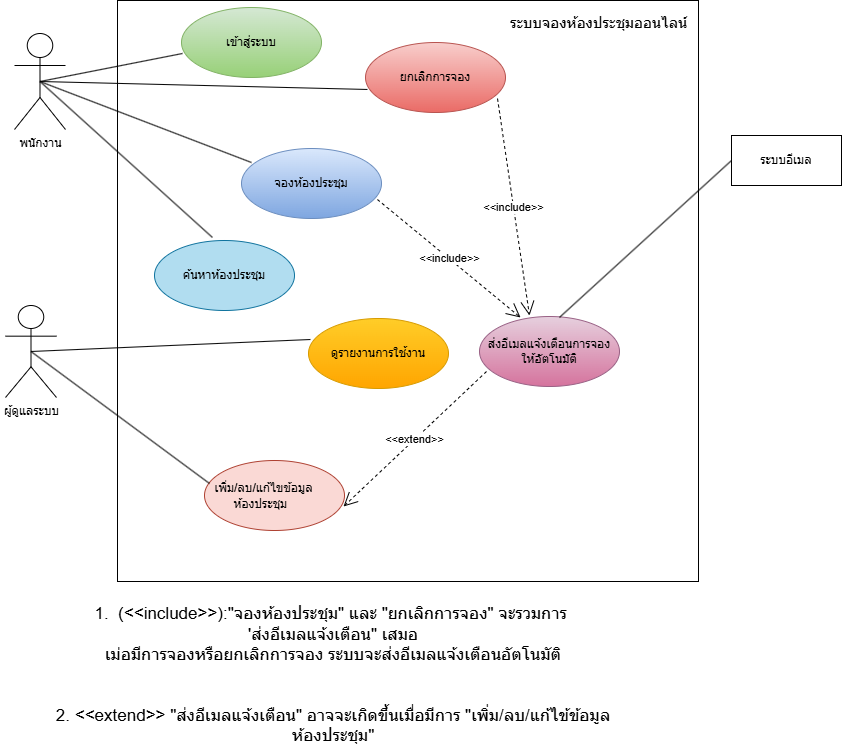 ระบบจองห้องประชุมออนไลน์
เข้าสู่ระบบ
ยกเลิกการจอง
พนักงาน
ระบบอีเมล
จองห้องประชุม
<<include>>
<<include>>
ค้นหาห้องประชุม
ส่งอีเมลแจ้งเตือนการจอง
ให้อัตโนมัติ
ดูรายงานการใช้งาน
ผู้ดูแลระบบ
<<extend>>
เพิ่ม/ลบ/แก้ไขข้อมูล
ห้องประชุม
1. (<<include>>):"จองห้องประชุม" และ "ยกเลิกการจอง" จะรวมการ
'ส่งอีเมลแจ้งเตือน" เสมอ
เม่อมีการจองหรือยกเลิกการจอง ระบบจะส่งอีเมลแจ้งเตือนอัตโนมัติ
2. <<extend>> "ส่งอีเมลแจ้งเตือน" อาจจะเกิดขึ้นเมื่อมีการ "เพิ่ม/ลบ/แก้ไข้ข้อมูล
ห้องประชุม"